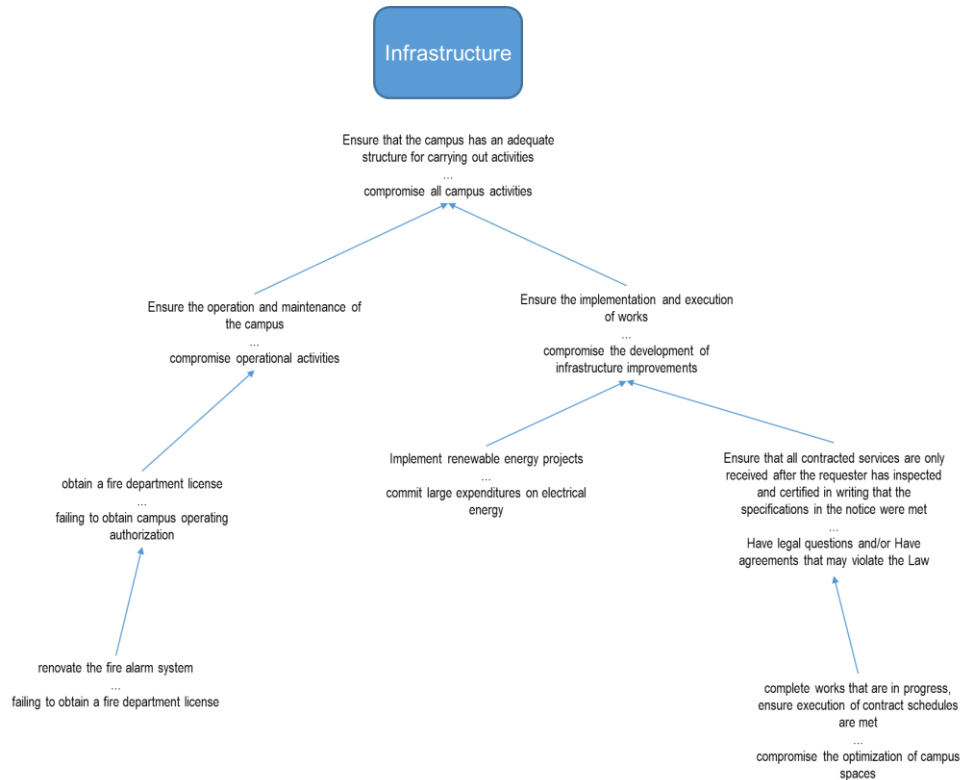 Infrastructure
Ensure that the campus has an adequate
structure for carrying out activities
...
compromise all campus activities
Ensure the operation and maintenance of
the campus
...
compromise operational activities
Ensure the implementation and execution
of works
...
compromise the development of
infrastructure improvements
obtain a fire department license
...
failing to obtain campus operating
authorization
Implement renewable energy projects
...
commit large expenditures on electrical
energy
Ensure that all contracted services are only
received after the requester has inspected
and certified in writing that the
specifications in the notice were met
...
Have legal questions and/or Have
agreements that may violate the Law
renovate the fire alarm system
...
failing to obtain a fire department license
complete works that are in progress,
ensure execution of contract schedules
are met
...
compromise the optimization of campus
spaces